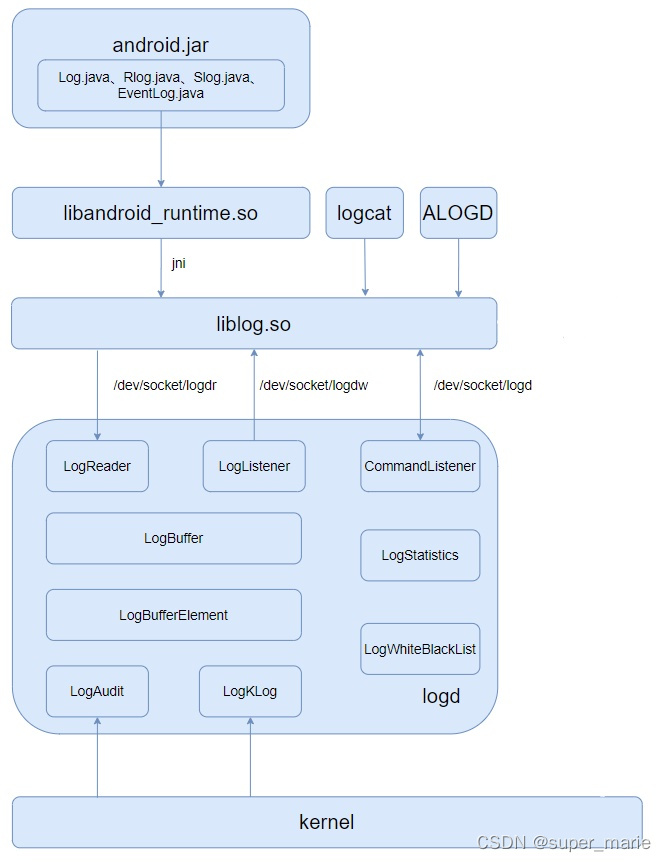 android.jar
Log.java、Rlog.java、Slog.java、
EventLog.java
libandroid_runtime.so
logcat
ALOGD
jni
liblog.so
/dev/socket/logdr
/dev/socket/logdw
/dev/socket/logd
LogReader
LogListener
CommandListener
LogBuffer
LogStatistics
LogBufferElement
LogWhiteBlackList
LogAudit
LogKLog
logd
kernel
CSDN @super_marie